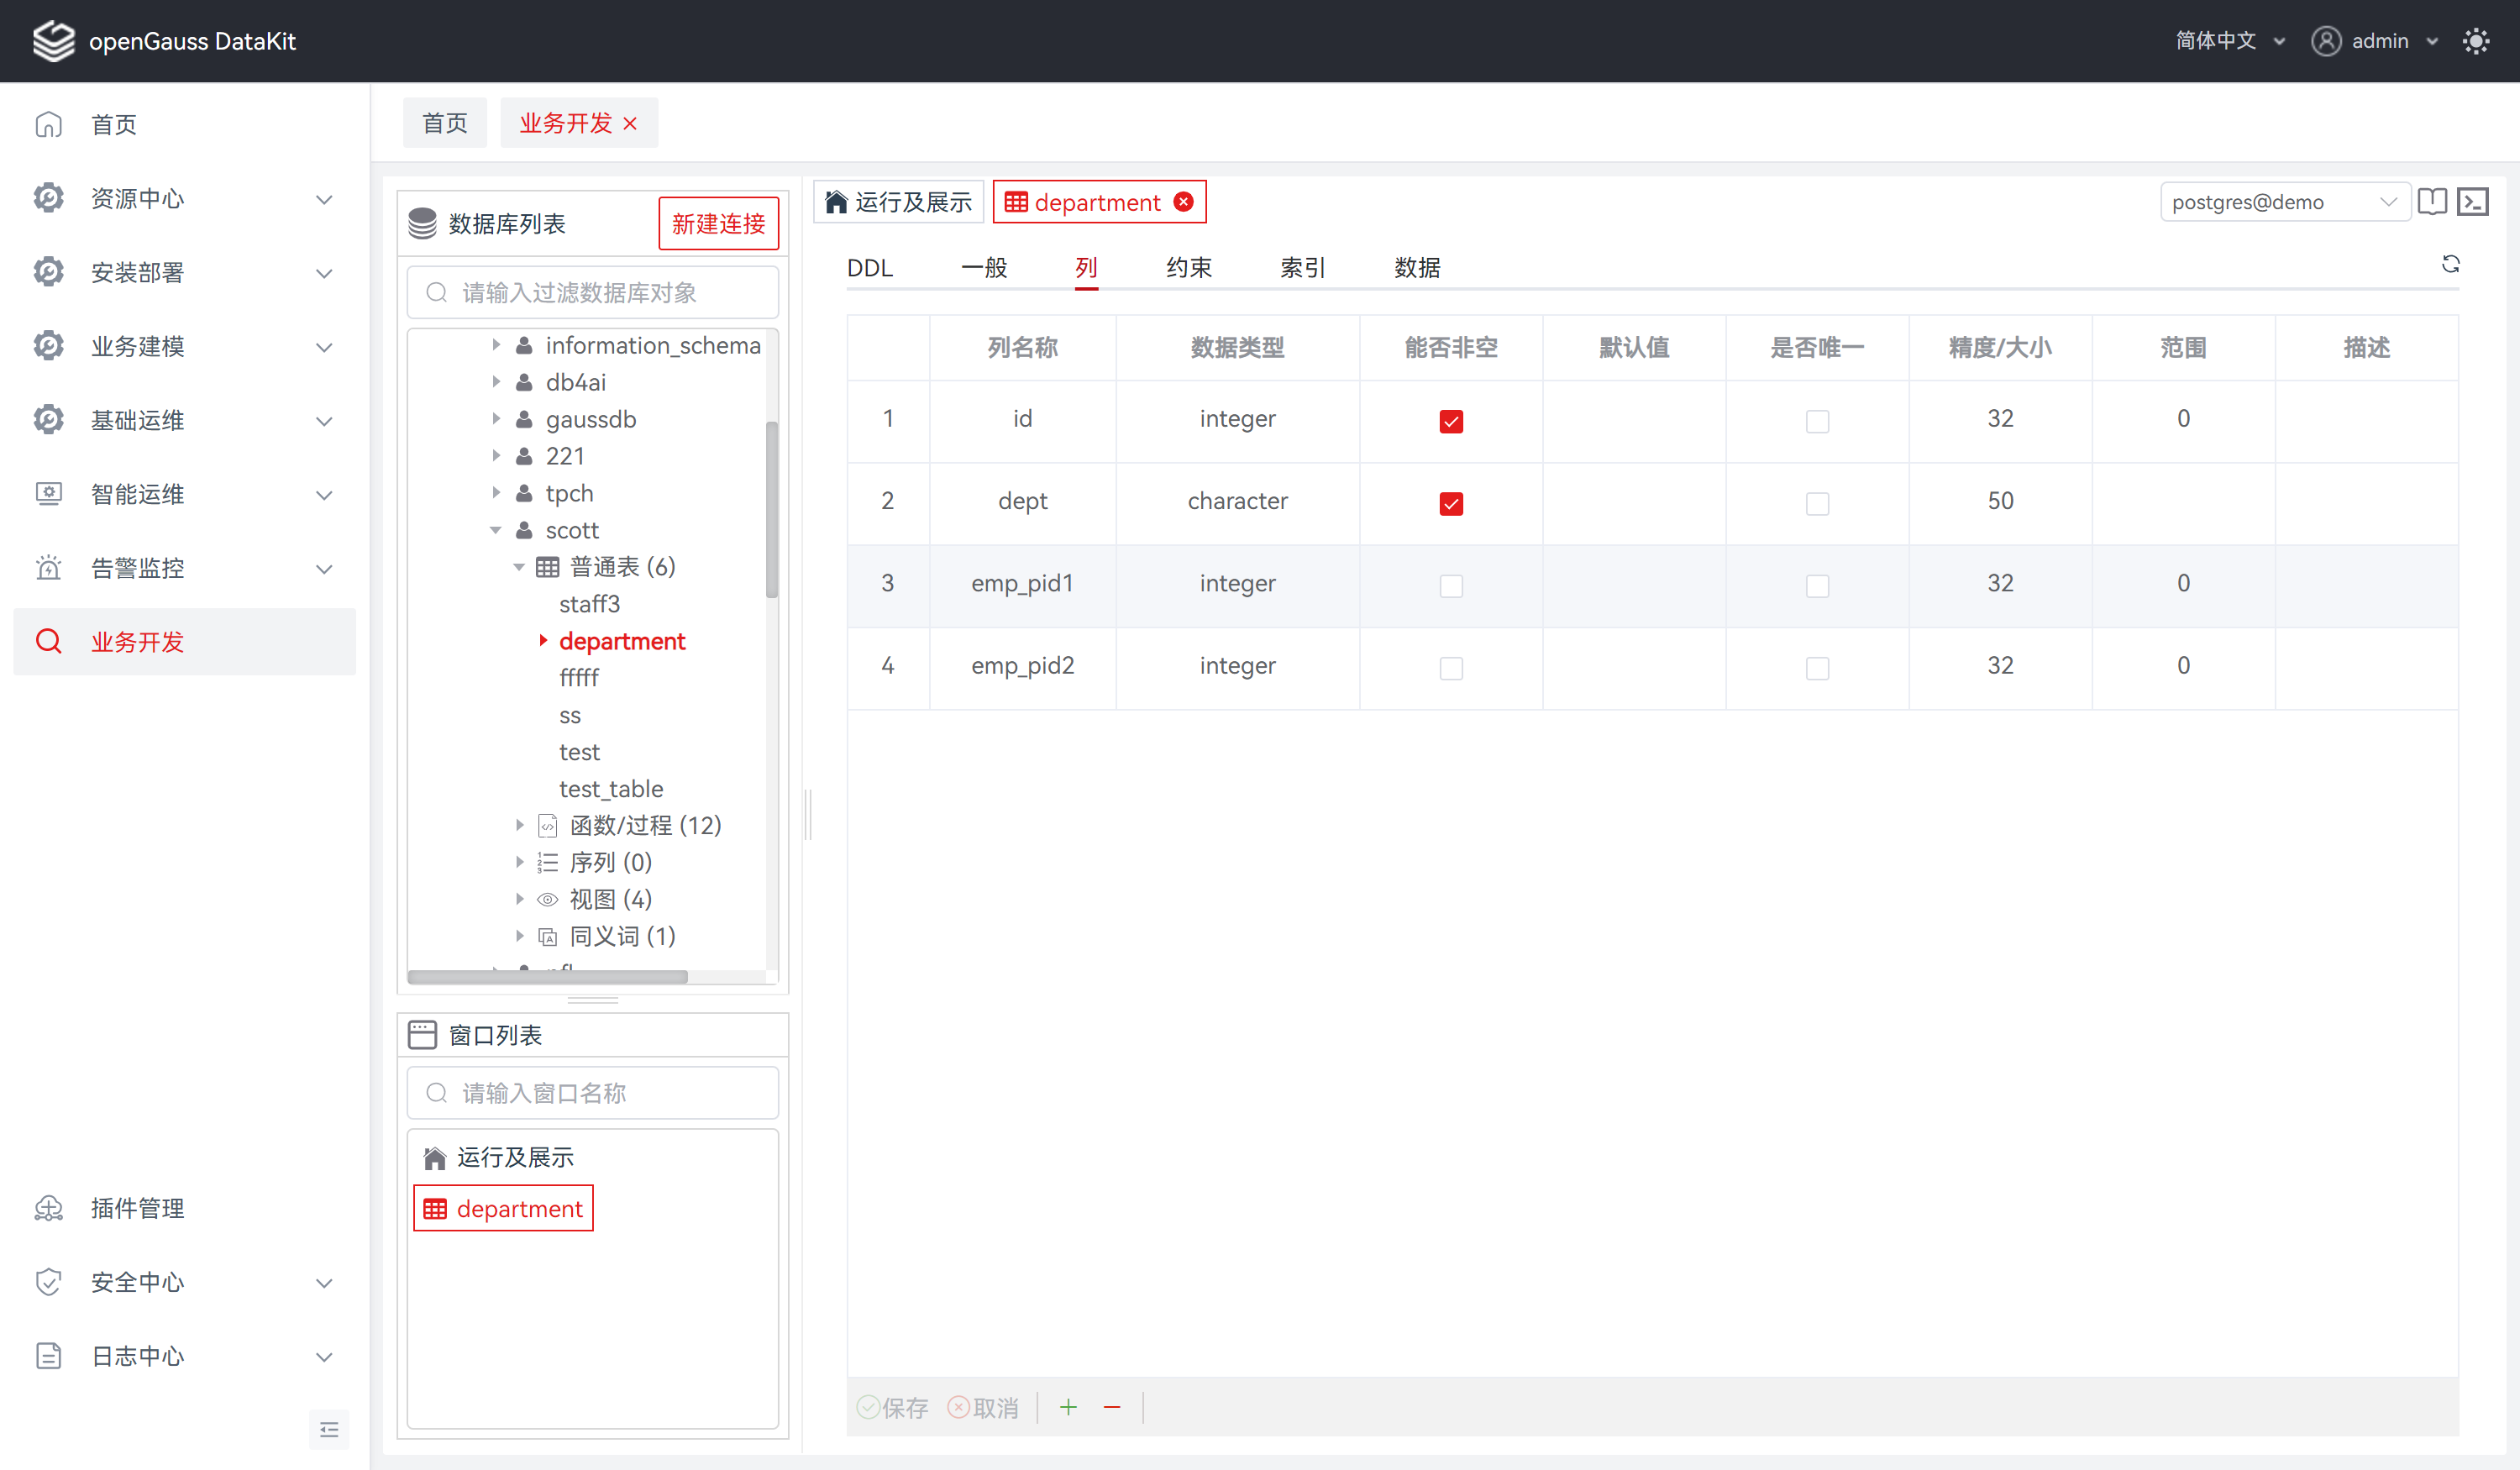 openGauss DataKit
简体中文
admin
首页
资源中心
安装部署
业务建模
基础运维
智能运维
告警监控
业务开发
插件管理
安全中心
日志中心
首页
业务开发
数据库列表
新建连接
请输入过滤数据库对象
information_schema
db4ai
gaussdb
221
tpch
scott
普通表 (6)
staff3
department
fffff
ss
test
test_table
函数/过程 (12)
序列 (0)
视图 (4)
同义词 (1)
窗口列表
请输入窗口名称
运行及展示
department
运行及展示
department
postgres@demo
DDL 一般 列 约束 索引 数据
列名称 数据类型 能否非空 默认值 是否唯一 精度/大小 范围 描述
1 id integer 32 0
2 dept character 50
3 emp_pid1 integer 32 0
4 emp_pid2 integer 32 0
保存 取消